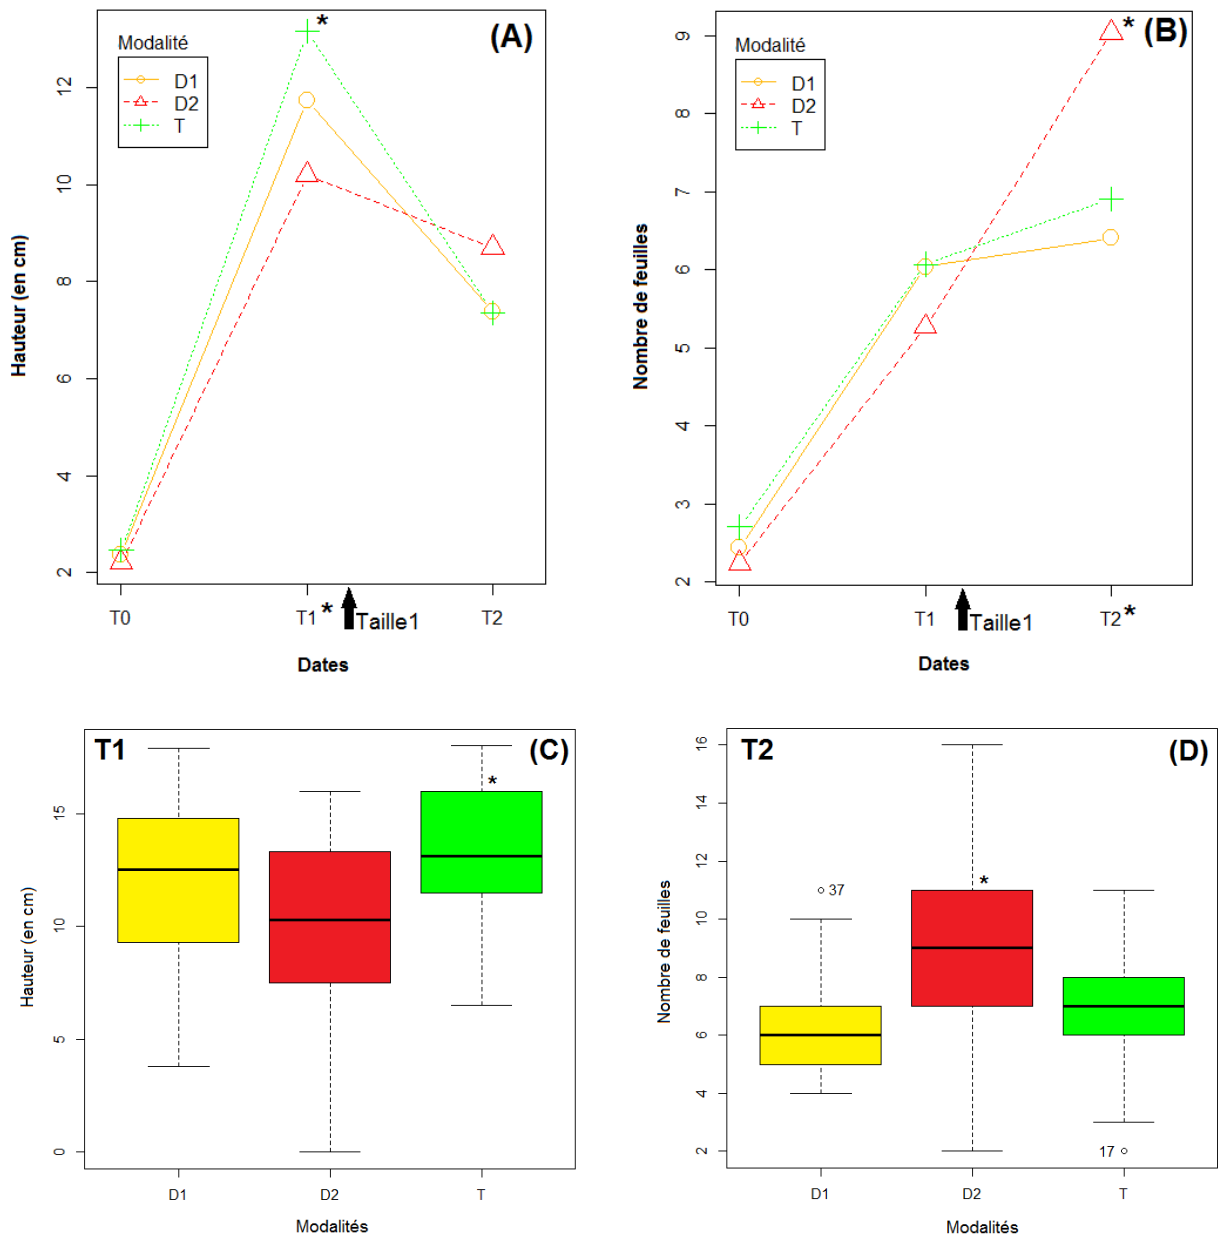 (A)
Modalité
D1
D2
T
*
12
10
8
6
4
2
Hauteur (en cm)
T0
T1*
Taille1
T2
Dates
(B)
Modalité
D1
D2
T
*
9
8
7
6
5
4
3
2
Nombre de feuilles
T0
T1
Taille1
T2*
Dates
T1
(C)
*
15
10
5
0
Hauteur (en cm)
D1
D2
T
Modalités
T2
(D)
*
37
17
16
14
12
10
8
6
4
2
Nombre de feuilles
D1
D2
T
Modalités